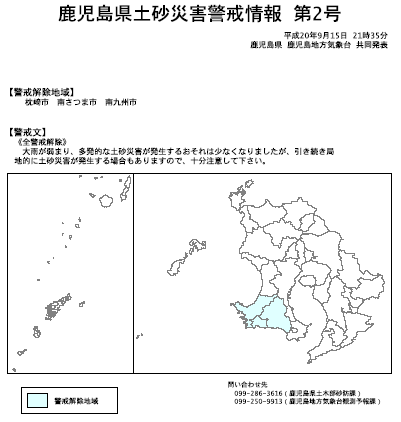 鹿児島県土砂災害警戒情報 第2号
平成20年9月15日 21時35分
鹿児島県 鹿児島地方気象台 共同発表
【警戒解除地域】
枕崎市 南さつま市 南九州市
【警戒文】
《全警戒解除》
大雨が弱まり、多発的な土砂災害が発生するおそれは少なくなりましたが、引き続き局
地的に土砂災害が発生する場合もありますので、十分注意して下さい。
警戒解除地域
問い合わせ先
099-286-3616（鹿児島県土木部砂防課）
099-250-9913（鹿児島地方気象台観測予報課）